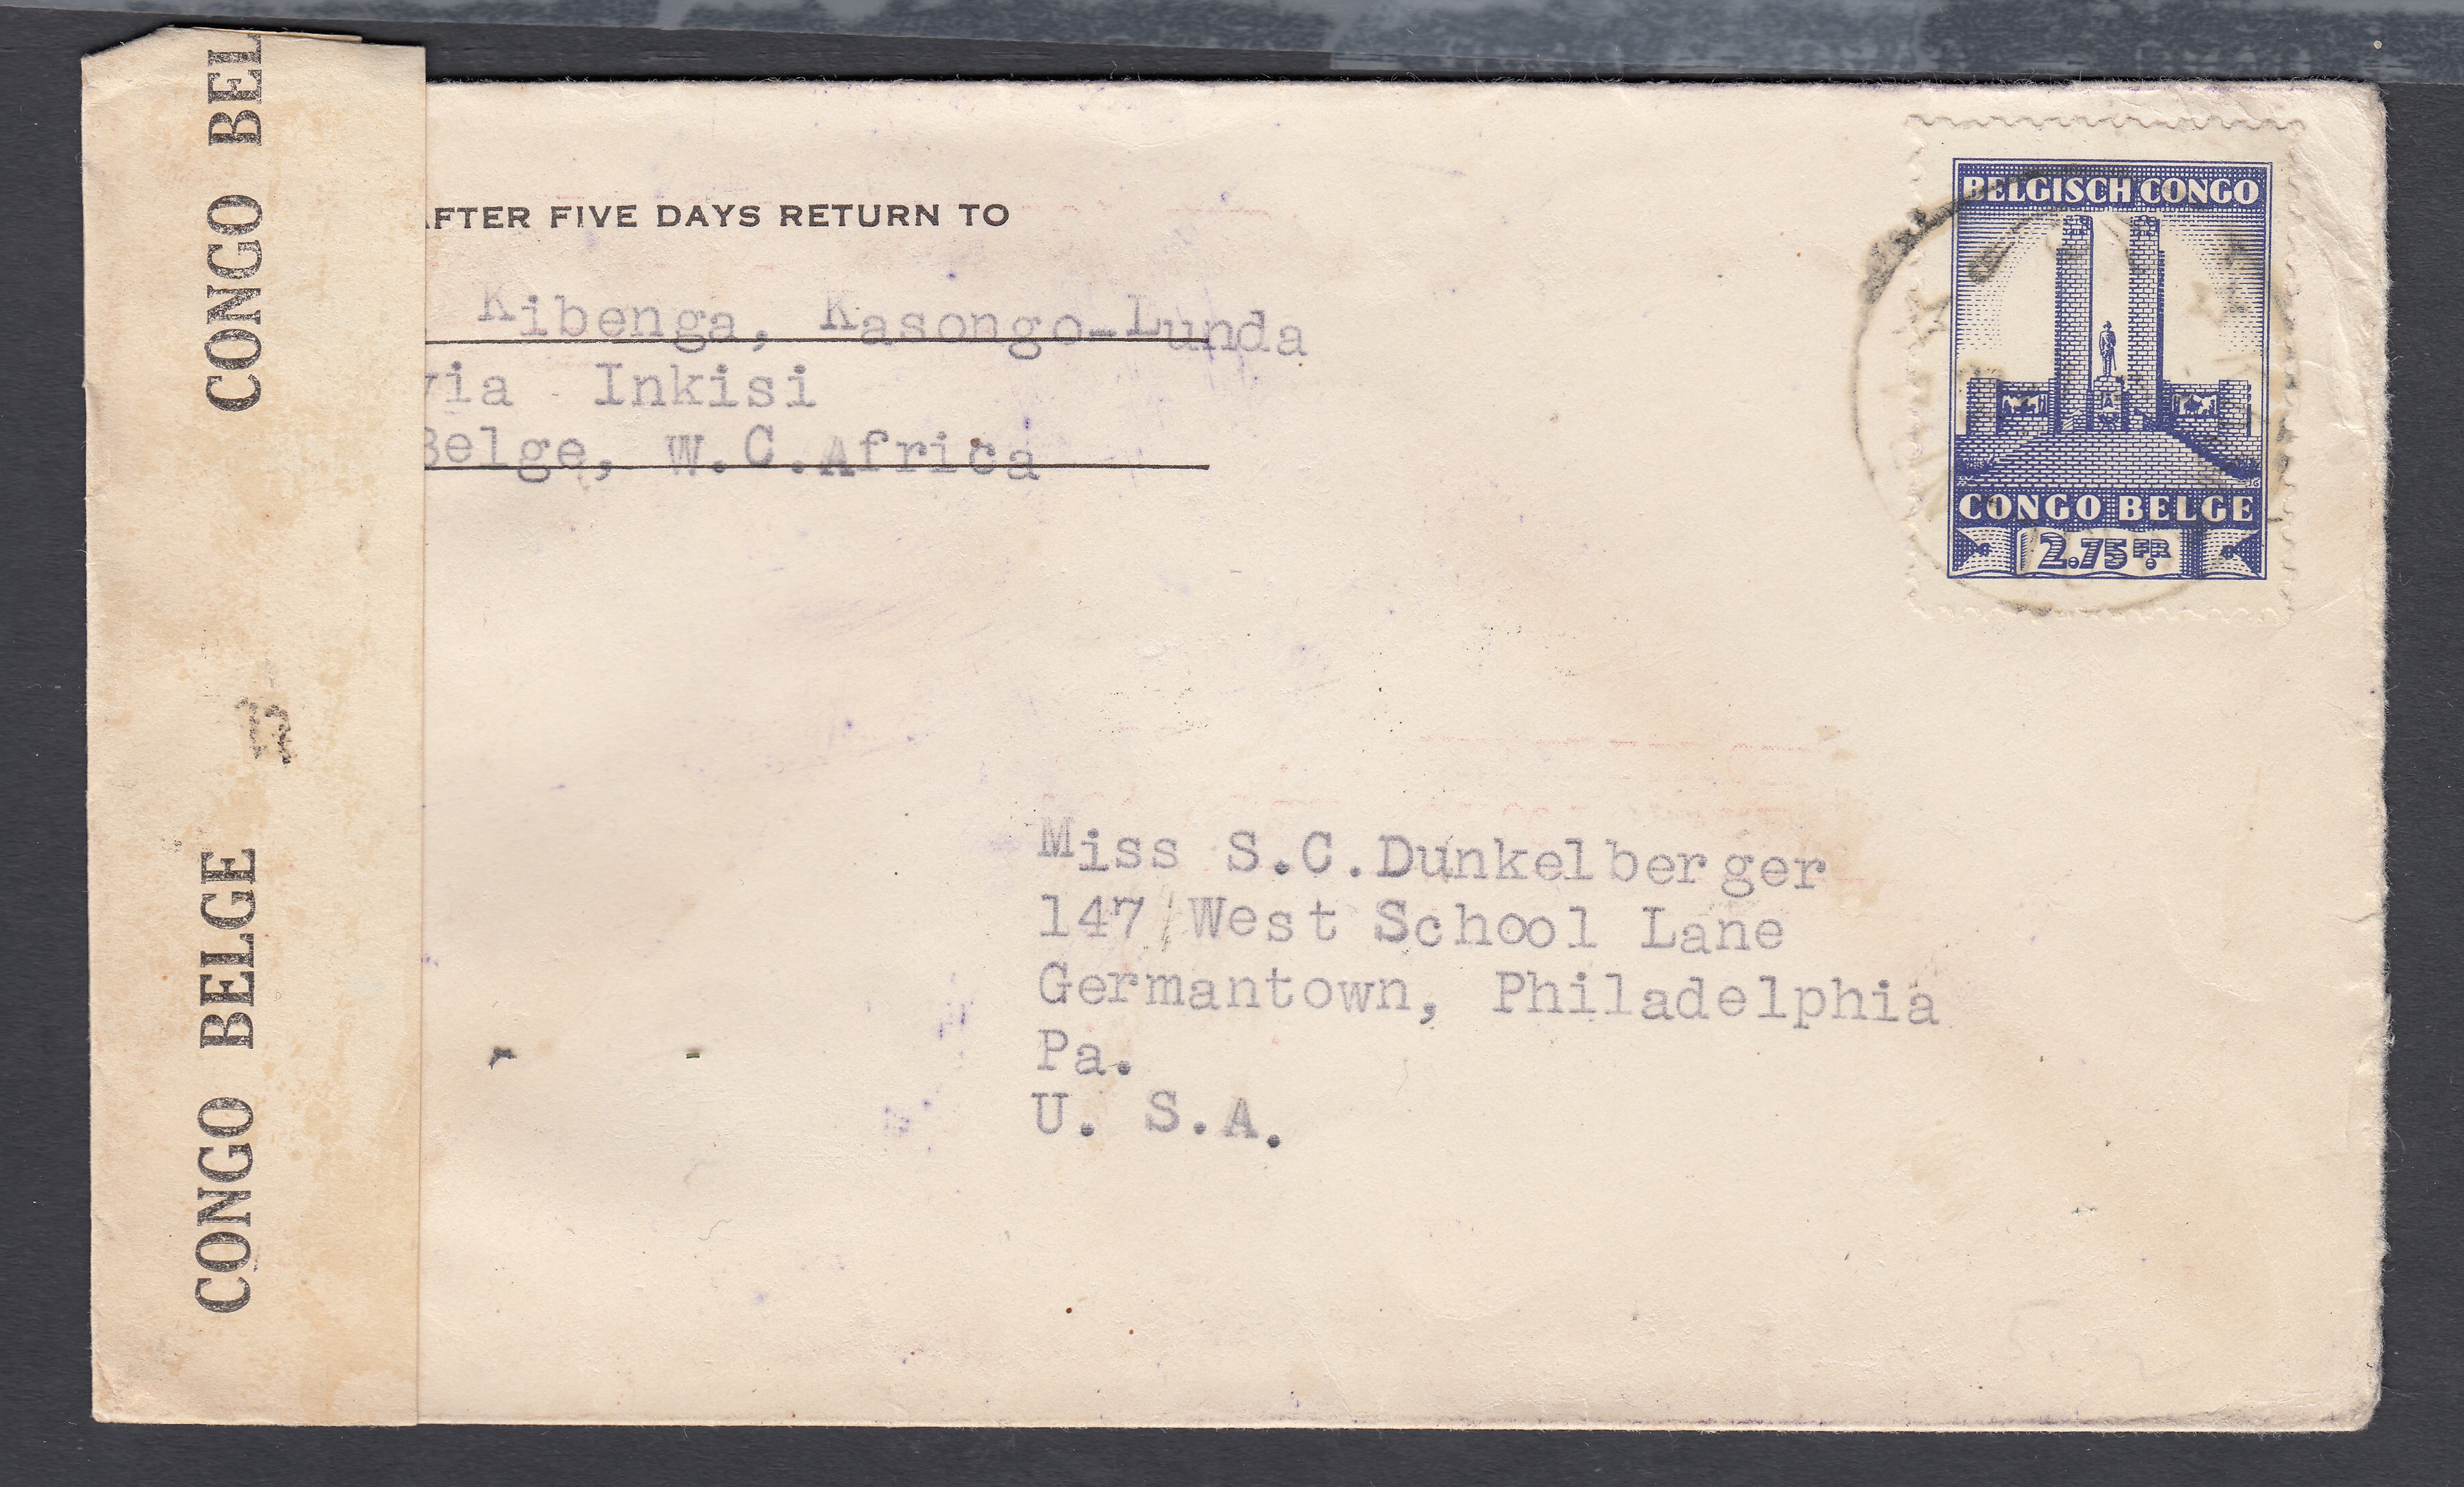 CONGO BEL
CONGO BELGE
AFTER FIVE DAYS RETURN TO
Kibenga, Kasongo-Lunda
via Inkisi
Belge, W.C.Africa
BELGISCH CONGO
CONGO BELGE
2.75 FR
Miss S.C.Dunkelberger
147 West School Lane
Germantown, Philadelphia
Pa.
U. S.A.